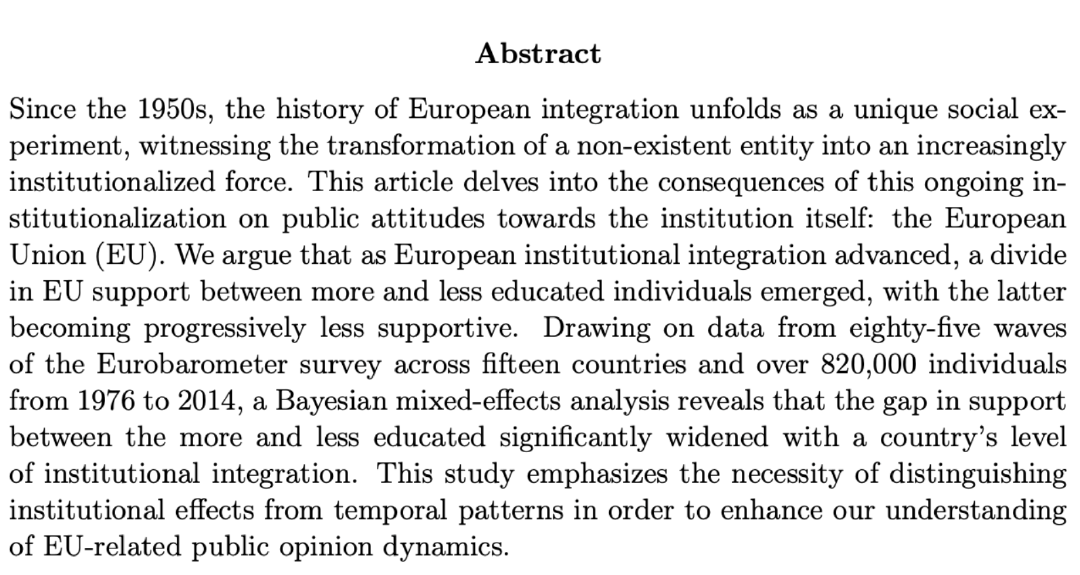 Abstract
Since the 1950s, the history of European integration unfolds as a unique social ex-
periment, witnessing the transformation of a non-existent entity into an increasingly
institutionalized force. This article delves into the consequences of this ongoing in-
stitutionalization on public attitudes towards the institution itself: the European
Union (EU). We argue that as European institutional integration advanced, a divide
in EU support between more and less educated individuals emerged, with the latter
becoming progressively less supportive. Drawing on data from eighty-five waves
of the Eurobarometer survey across fifteen countries and over 820,000 individuals
from 1976 to 2014, a Bayesian mixed-effects analysis reveals that the gap in support
between the more and less educated significantly widened with a country's level
of institutional integration. This study emphasizes the necessity of distinguishing
institutional effects from temporal patterns in order to enhance our understanding
of EU-related public opinion dynamics.